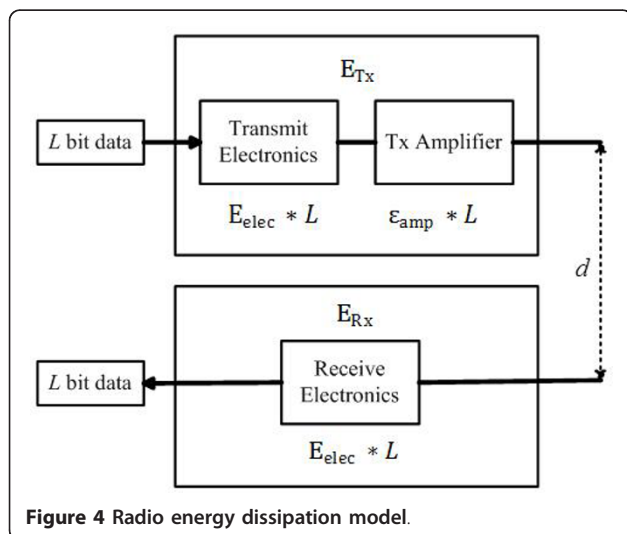 E_Tx
L bit data
Transmit
Electronics
Tx Amplifier
E_elec * L
ε_amp * L
d
E_Rx
L bit data
Receive
Electronics
E_elec * L
Figure 4 Radio energy dissipation model.